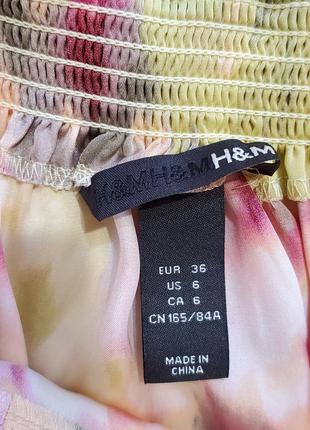 H&MH&MH&M
EUR 36
US 6
CA 6
CN 165/84A
MADE IN
CHINA